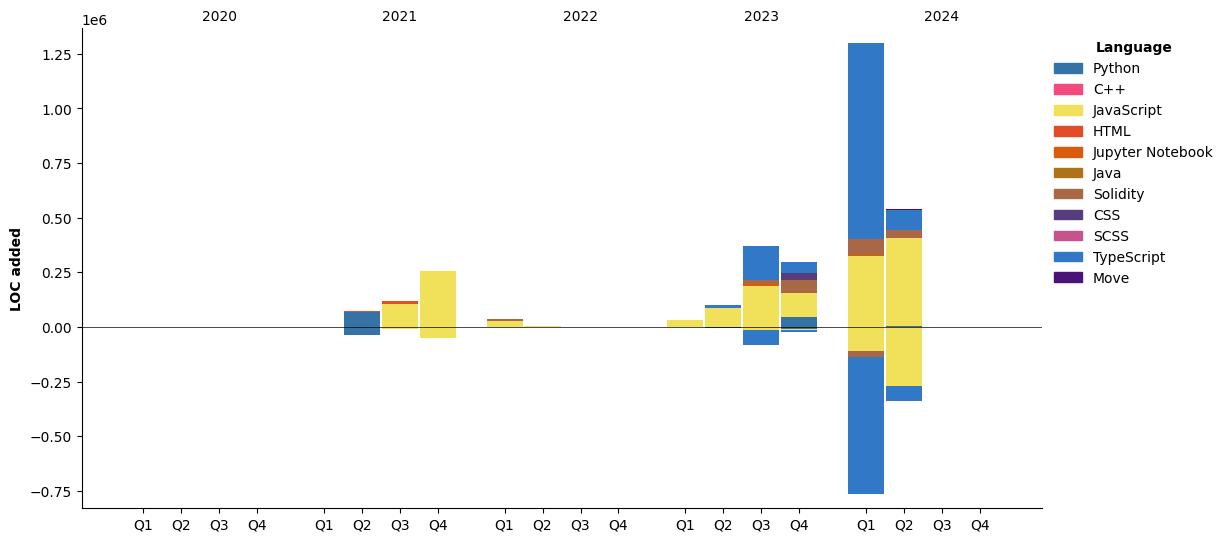 1e6
2020 2021 2022 2023 2024
LOC added
1.25
1.00
0.75
0.50
0.25
0.00
−0.25
−0.50
−0.75
Q1 Q2 Q3 Q4 Q1 Q2 Q3 Q4 Q1 Q2 Q3 Q4 Q1 Q2 Q3 Q4 Q1 Q2 Q3 Q4
Language
Python
C++
JavaScript
HTML
Jupyter Notebook
Java
Solidity
CSS
SCSS
TypeScript
Move